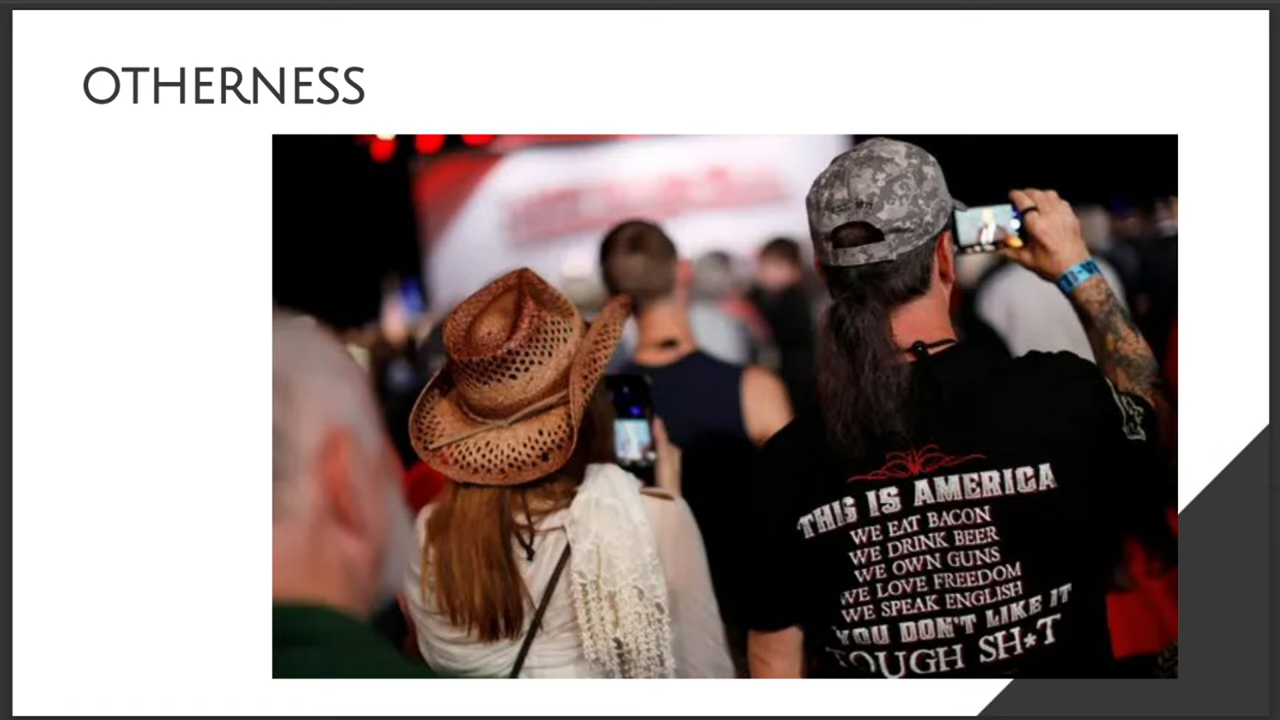 OTHERNESS
THIS IS AMERICA
WE EAT BACON
WE DRINK BEER
WE OWN GUNS
WE LOVE FREEDOM
WE SPEAK ENGLISH
YOU DON'T LIKE IT
TOUGH SH*T